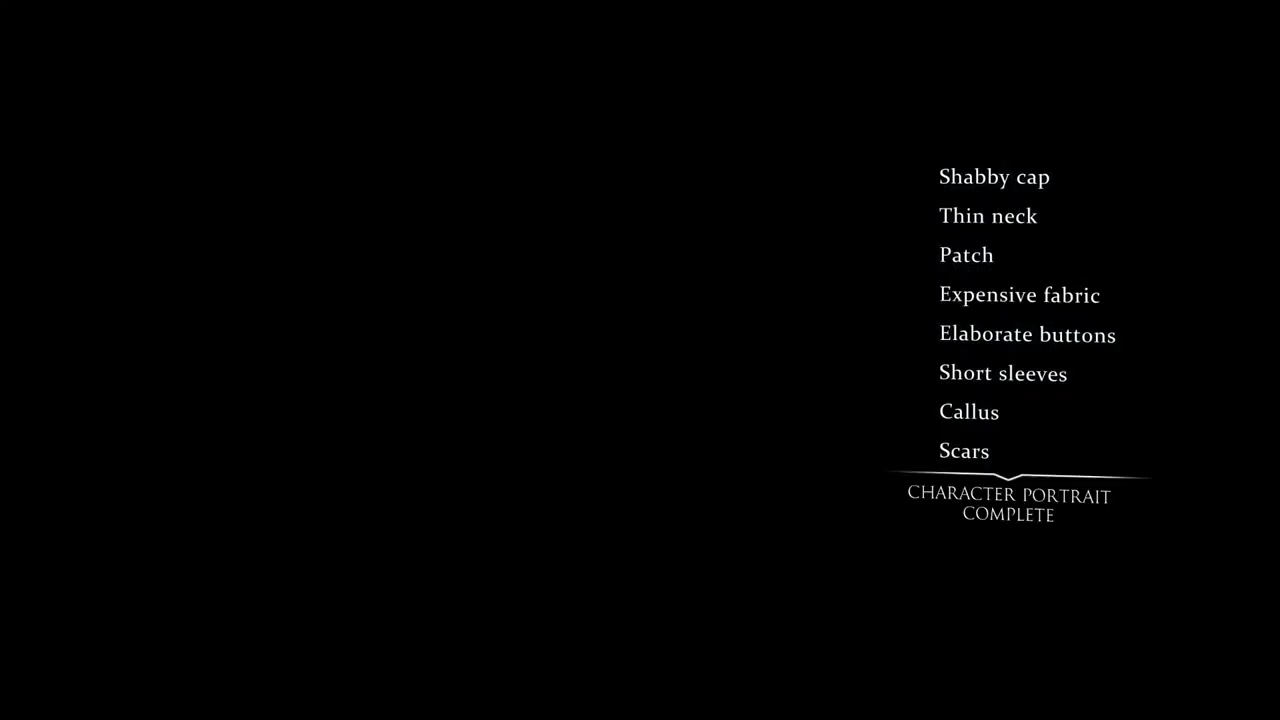 Shabby cap
Thin neck
Patch
Expensive fabric
Elaborate buttons
Short sleeves
Callus
Scars
CHARACTER PORTRAIT
COMPLETE